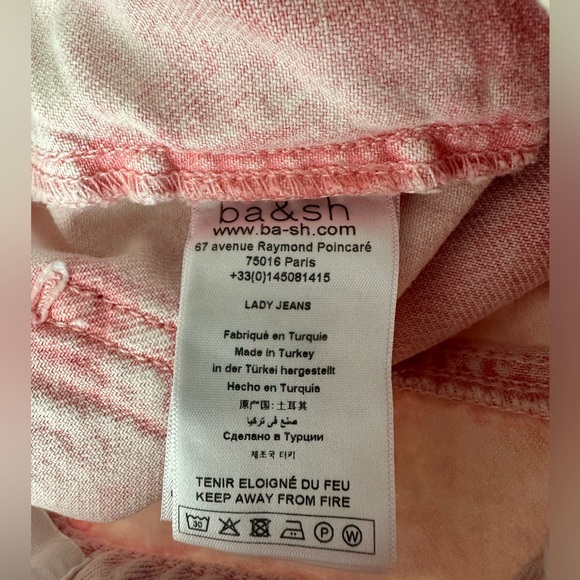 ba&sh
www.ba-sh.com
67 avenue Raymond Poincaré
75016 Paris
+33(0)145081415
LADY JEANS
Fabriqué en Turquie
Made in Turkey
in der Türkei hergestellt
Hecho en Turquía
原产国:土耳其
صنع في تركيا
Сделано в Турции
제조국 터키
TENIR ELOIGNÉ DU FEU
KEEP AWAY FROM FIRE
30 P W